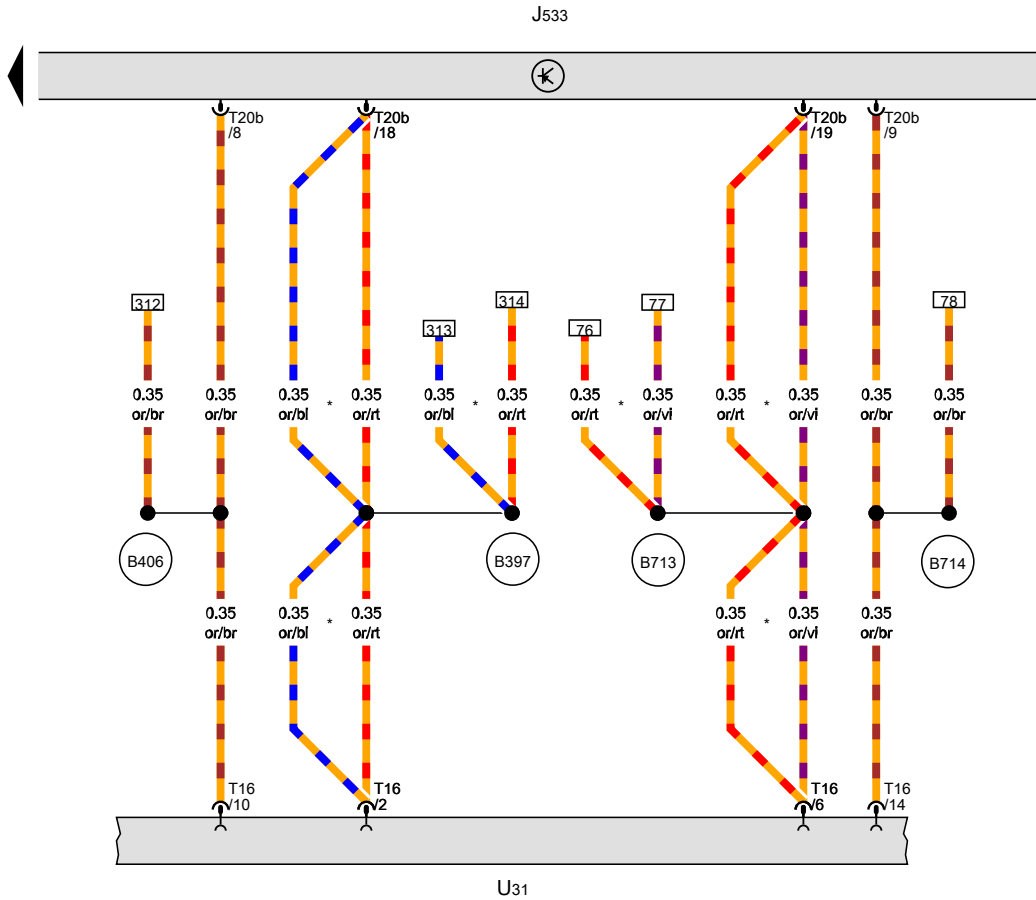 J533
T20b
/8
T20b
/18
T20b
/19
T20b
/9
312
313
314
76
77
78
0.35
or/br
0.35
or/br
0.35
or/bl
*
0.35
or/rt
0.35
or/bl
*
0.35
or/rt
0.35
or/rt
*
0.35
or/vi
0.35
or/rt
*
0.35
or/vi
0.35
or/br
0.35
or/br
B406
B397
B713
B714
0.35
or/br
0.35
or/bl
*
0.35
or/rt
0.35
or/rt
*
0.35
or/vi
0.35
or/br
T16
/10
T16
/2
T16
/6
T16
/14
U31